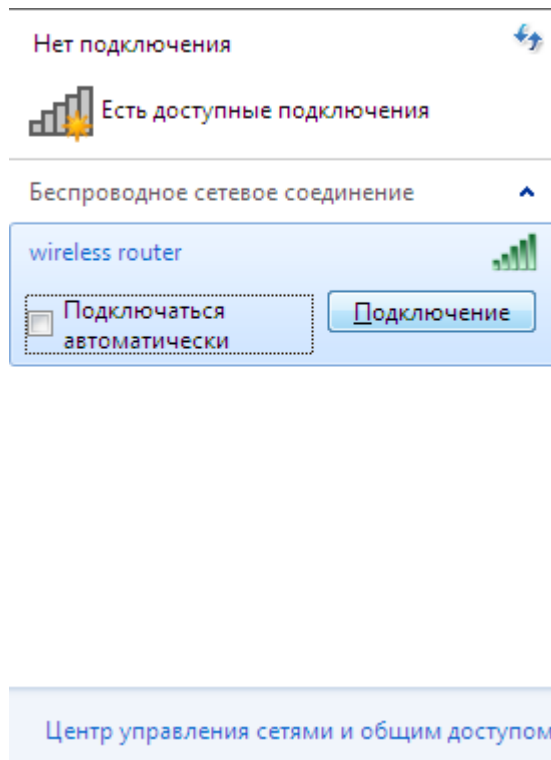 Нет подключения
Есть доступные подключения
Беспроводное сетевое соединение
wireless router
Подключаться
автоматически
Подключение
Центр управления сетями и общим доступом